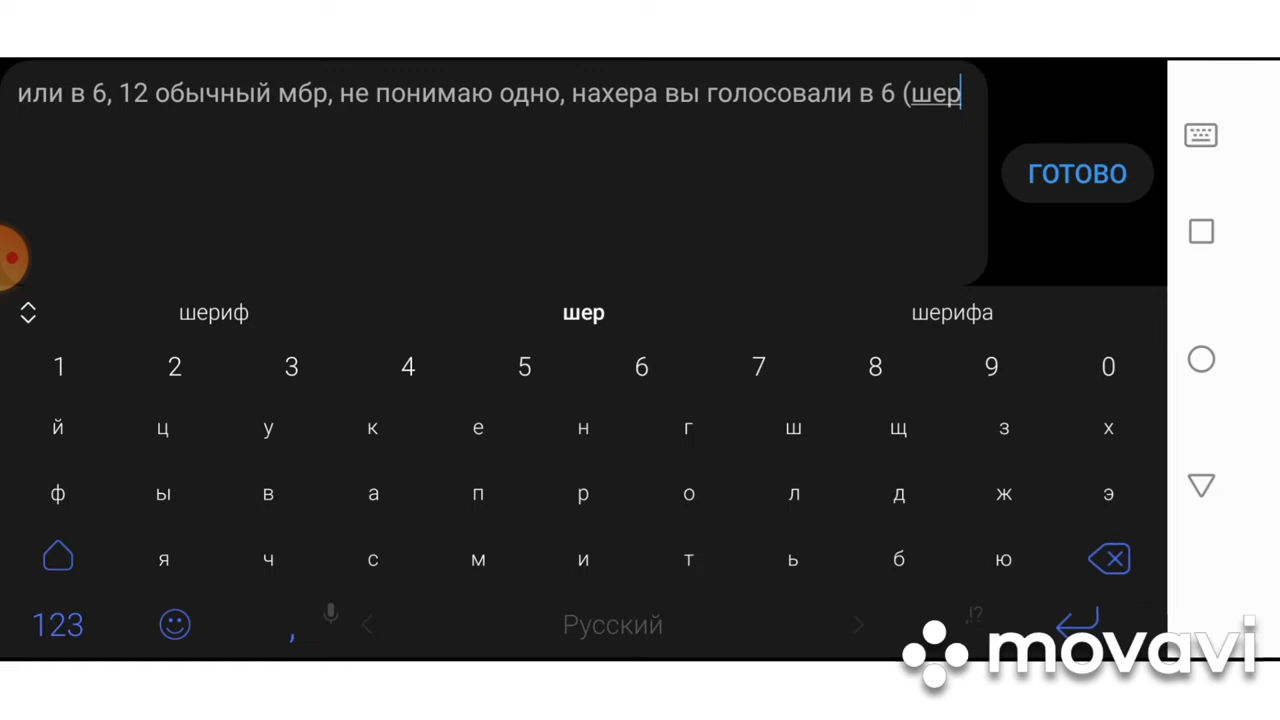 или в 6, 12 обычный мбр, не понимаю одно, нахера вы голосовали в 6 (шер
ГОТОВО
шериф шер шерифа
1 2 3 4 5 6 7 8 9 0
й ц у к е н г ш щ з х
ф ы в а п р о л д ж э
я ч с м и т ь б ю
123 , Русский ,!?
movavi